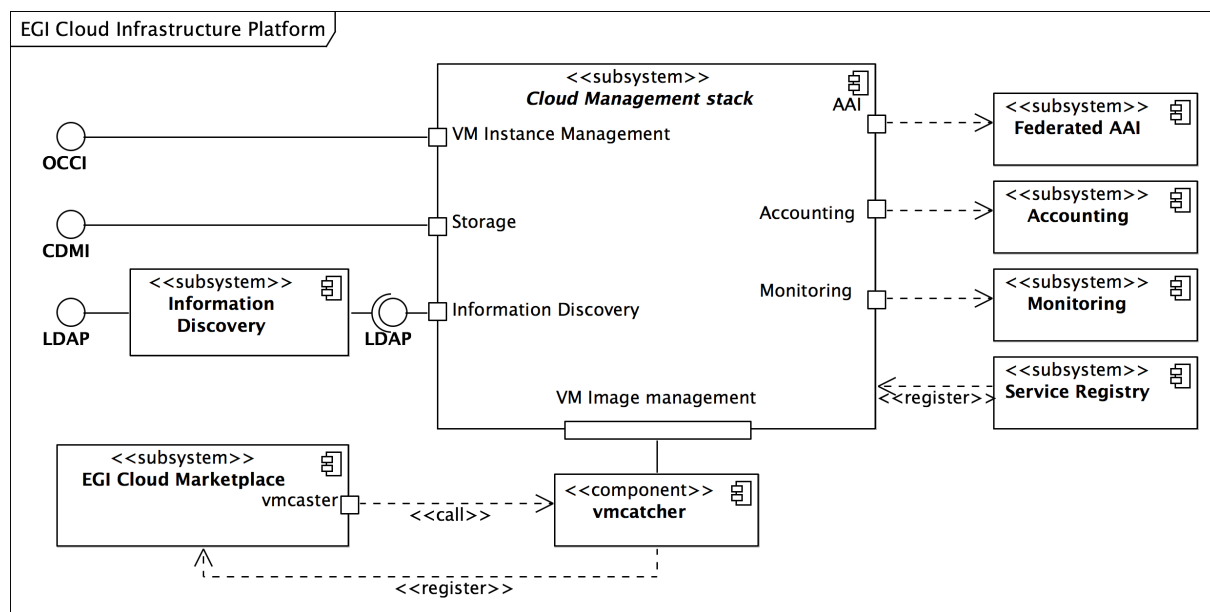 EGI Cloud Infrastructure Platform
<<subsystem>>
Cloud Management stack
AAI
VM Instance Management
OCCI
<<subsystem>>
Federated AAI
Storage
CDMI
Accounting
<<subsystem>>
Accounting
<<subsystem>>
Information
Discovery
LDAP
LDAP
Information Discovery
Monitoring
<<subsystem>>
Monitoring
<<subsystem>>
Service Registry
<<register>>
VM Image management
<<subsystem>>
EGI Cloud Marketplace
vmcaster
<<call>>
<<component>>
vmcatcher
<<register>>